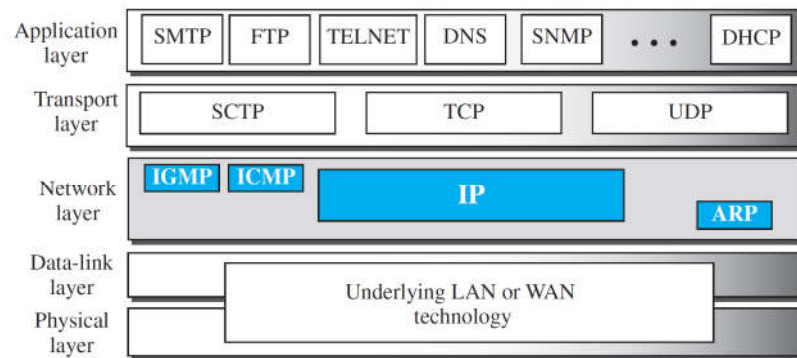 Application layer
SMTP FTP TELNET DNS SNMP • • • DHCP
Transport layer
SCTP TCP UDP
Network layer
IGMP ICMP IP ARP
Data-link layer
Underlying LAN or WAN technology
Physical layer